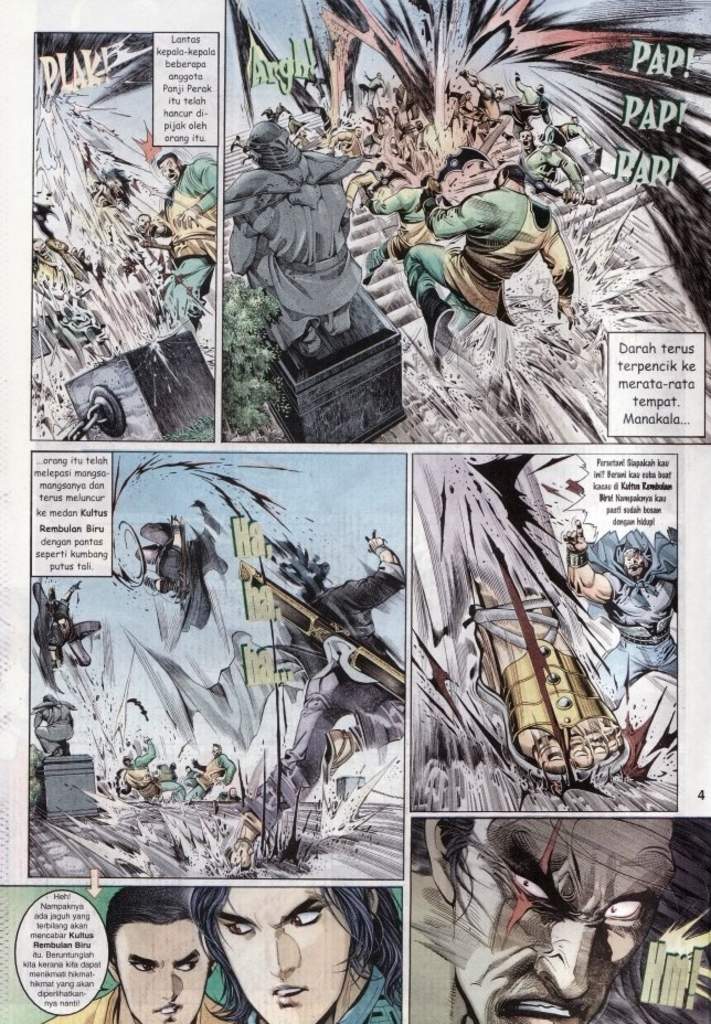 PLAK!
Lantas
kepala-kepala
beberapa
anggota
Panji Perak
itu telah
hancur di-
pijak oleh
orang itu.
Argh!
PAP!
PAP!
PAP!
Darah terus
terpencik ke
merata-rata
tempat.
Manakala...
...orang itu telah
melepasi mangsa-
mangsanya dan
terus meluncur
ke medan Kultus
Rembulan Biru
dengan pantas
seperti kumbang
putus tali.
Ha,
ha,
ha...
Persetan! Siapakah kau
ini? Berani kau cuba buat
kacau di Kultus Rembulan
Biru! Nampaknya kau
pasti sudah bosan
dengan hidup!
4
Heh!
Nampaknya
ada jaguh yang
terbilang akan
mencabar Kultus
Rembulan Biru
itu. Beruntunglah
kita kerana kita dapat
menikmati hikmat-
hikmat yang akan
diperlihatkan-
nya nanti!
Hm!